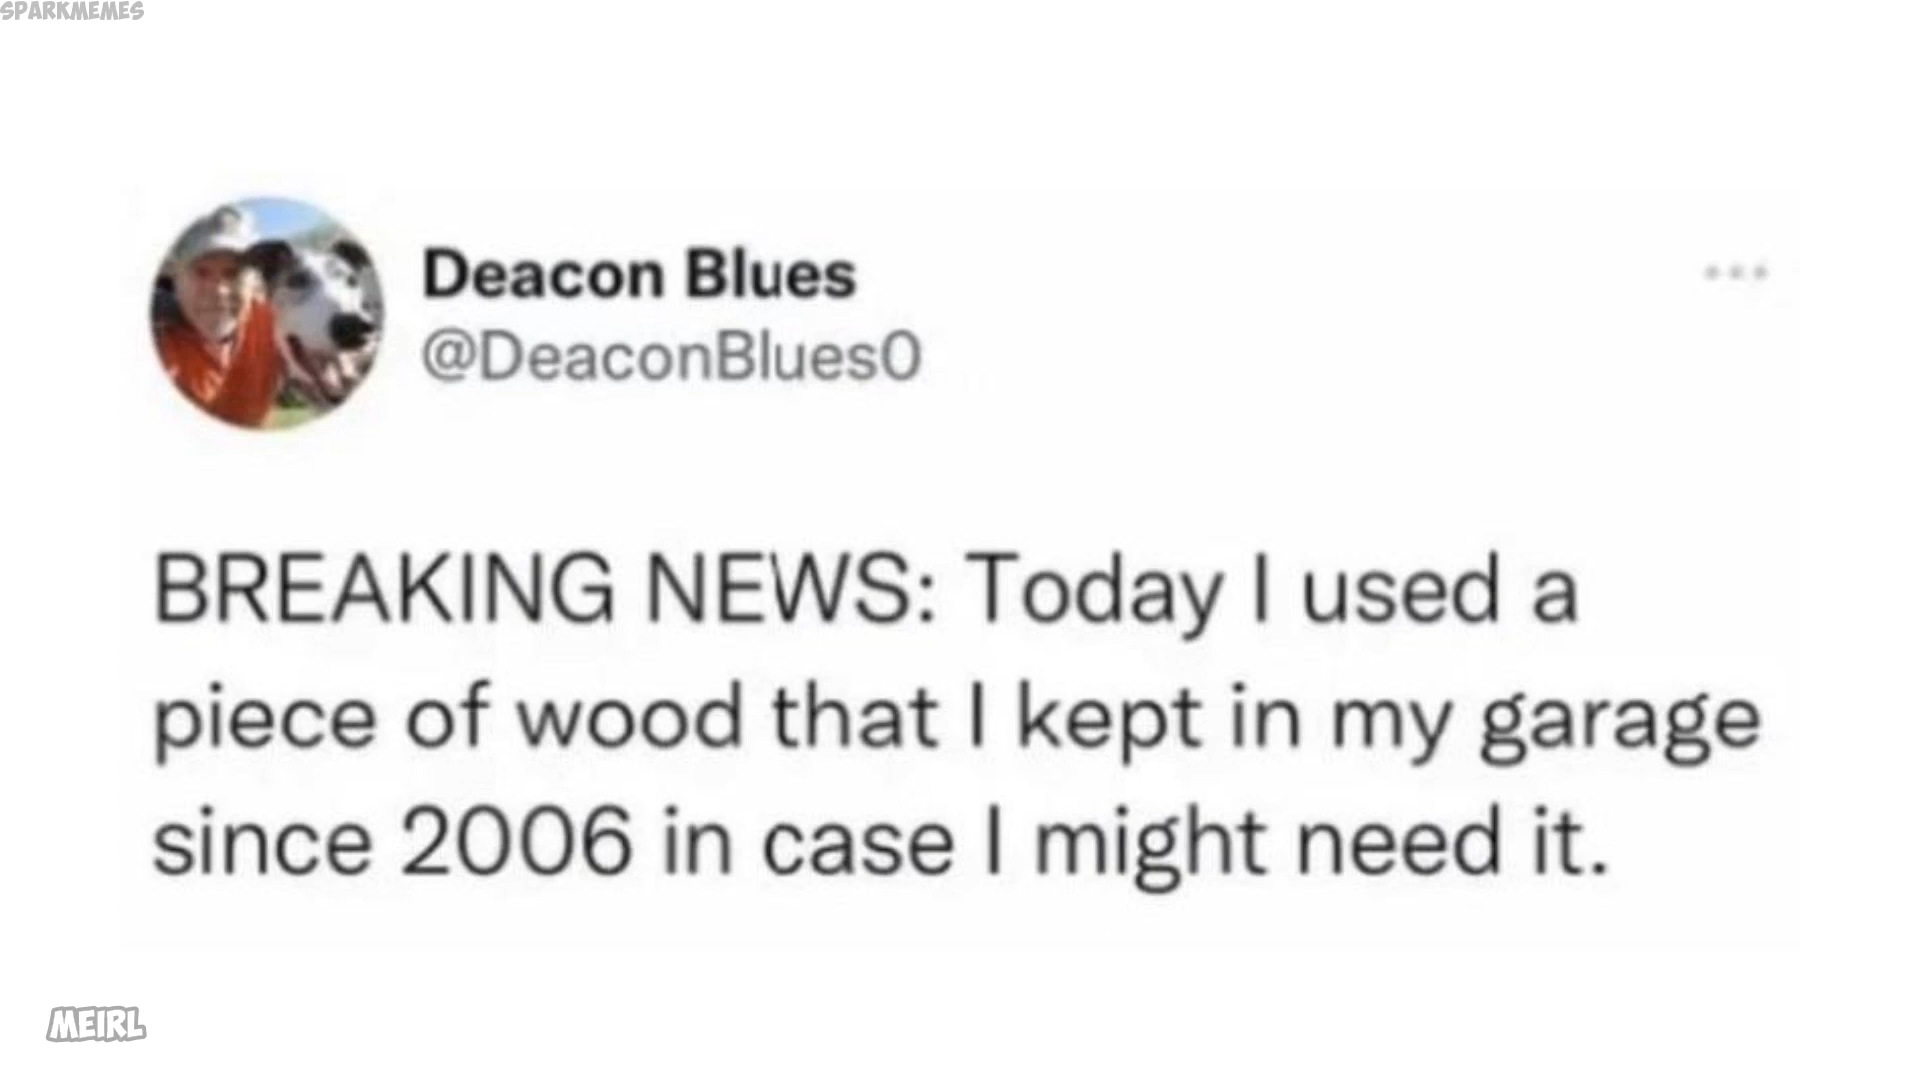 SPARKMEMES
Deacon Blues
@DeaconBlues0
BREAKING NEWS: Today I used a
piece of wood that I kept in my garage
since 2006 in case I might need it.
MEIRL